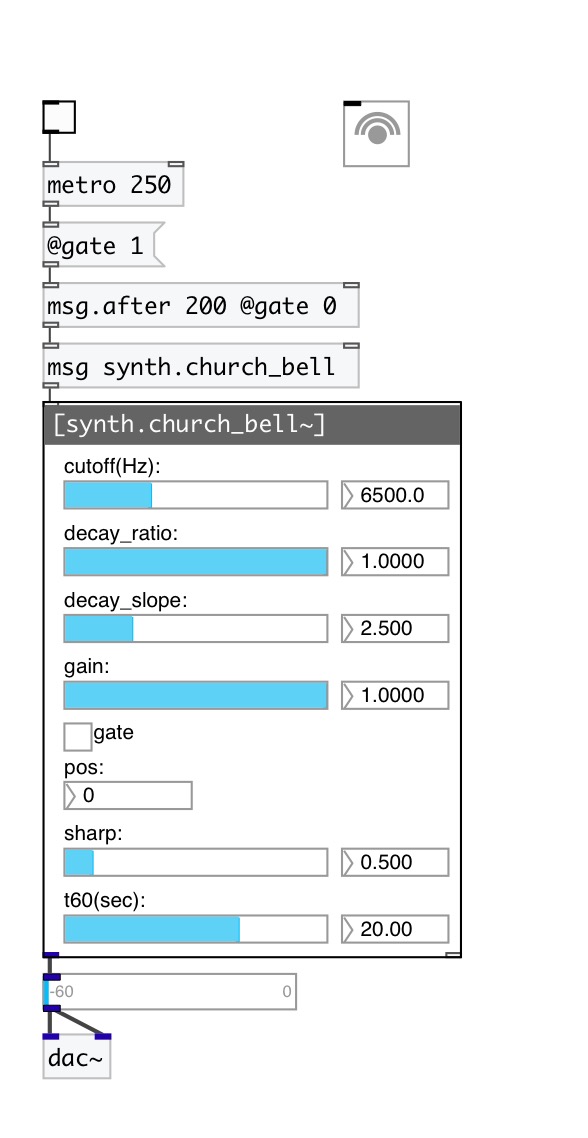 metro 250
@gate 1
msg.after 200 @gate 0
msg synth.church_bell
[synth.church_bell~]
cutoff(Hz):
6500.0
decay_ratio:
1.0000
decay_slope:
2.500
gain:
1.0000
gate
pos:
0
sharp:
0.500
t60(sec):
20.00
-60 0
dac~